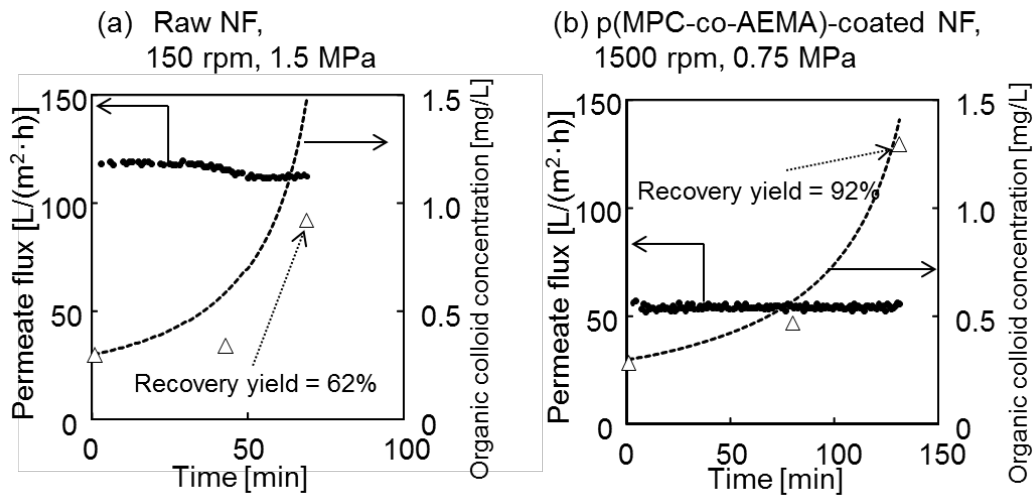 (a) Raw NF,
150 rpm, 1.5 MPa
Permeate flux [L/(m²·h)]
150
100
50
0
1.5
1.0
0.5
0
Organic colloid concentration [mg/L]
Recovery yield = 62%
0 50 100
Time [min]
(b) p(MPC-co-AEMA)-coated NF,
1500 rpm, 0.75 MPa
Permeate flux [L/(m²·h)]
150
100
50
0
1.5
1.0
0.5
0
Organic colloid concentration [mg/L]
Recovery yield = 92%
0 50 100 150
Time [min]